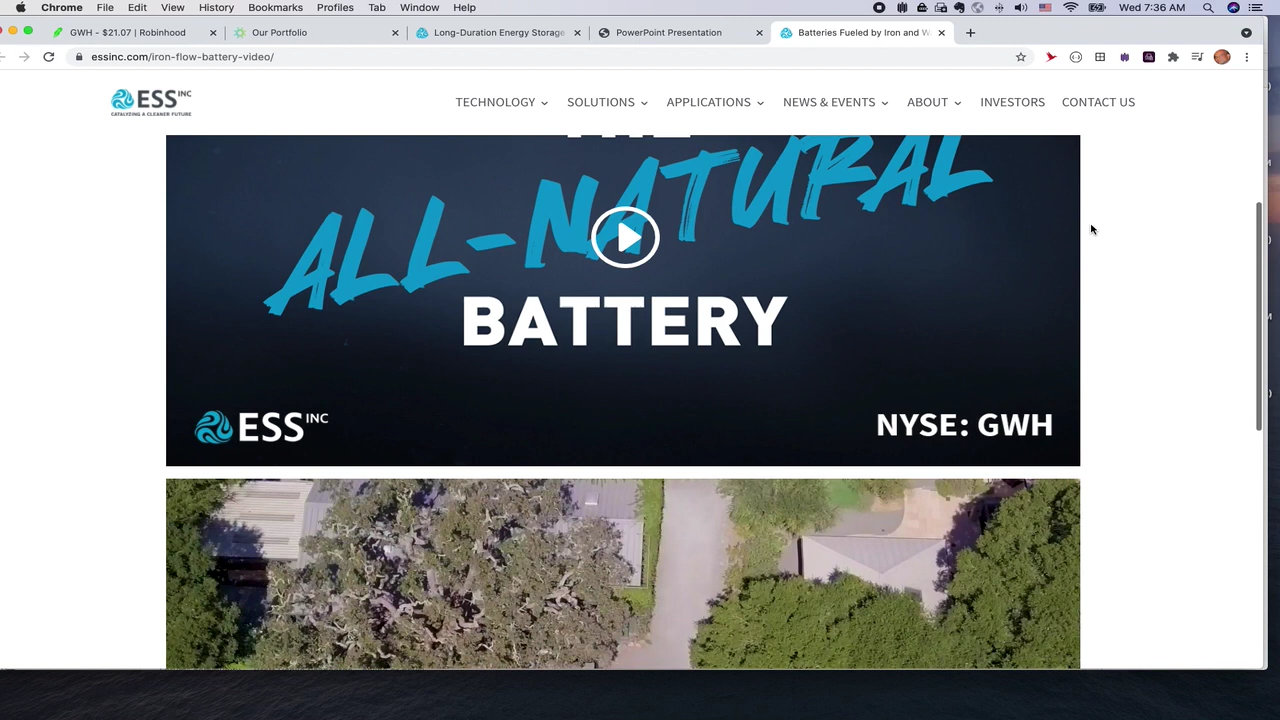 Chrome File Edit View History Bookmarks Profiles Tab Window Help Wed 7:36 AM
GWH - $21.07 | Robinhood Our Portfolio Long-Duration Energy Storage PowerPoint Presentation Batteries Fueled by Iron and W
essinc.com/iron-flow-battery-video/
ESS INC
CATALYZING A CLEANER FUTURE
TECHNOLOGY SOLUTIONS APPLICATIONS NEWS & EVENTS ABOUT INVESTORS CONTACT US
ALL-NATURAL
BATTERY
ESS INC NYSE: GWH